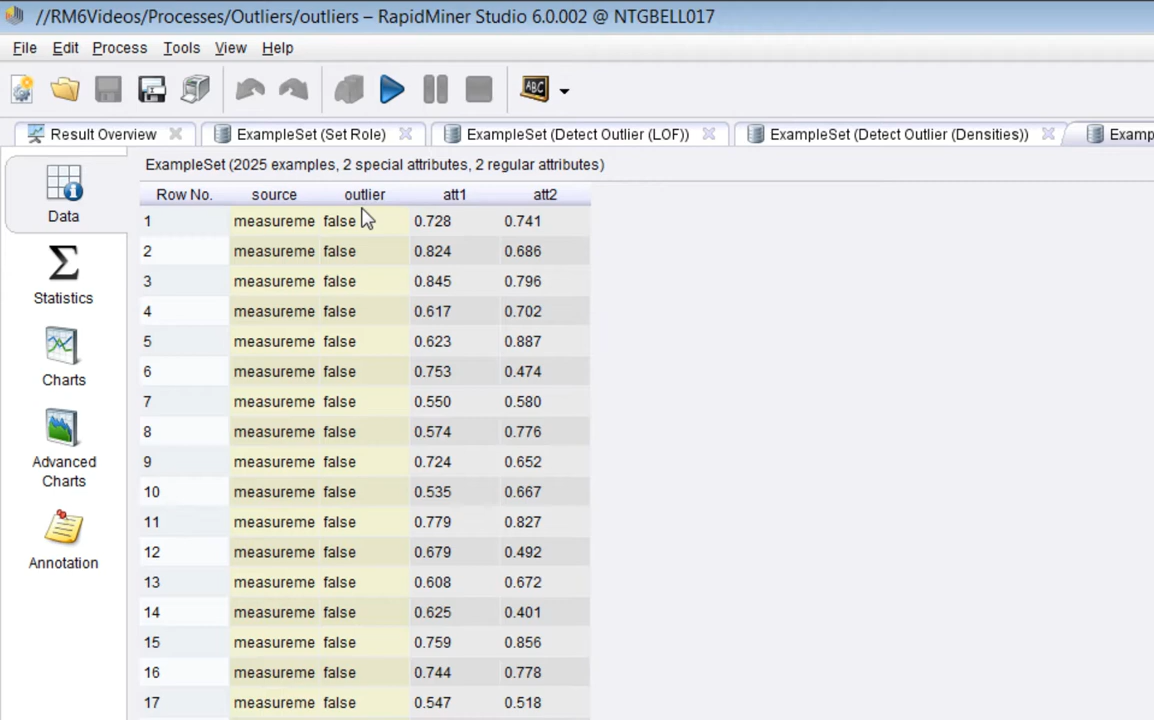 //RM6Videos/Processes/Outliers/outliers – RapidMiner Studio 6.0.002 @ NTGBELL017
File Edit Process Tools View Help
ABC
Result Overview ExampleSet (Set Role) ExampleSet (Detect Outlier (LOF)) ExampleSet (Detect Outlier (Densities)) Examp
ExampleSet (2025 examples, 2 special attributes, 2 regular attributes)
Data
Statistics
Charts
Advanced
Charts
Annotation
Row No. source outlier att1 att2
1 measureme false 0.728 0.741
2 measureme false 0.824 0.686
3 measureme false 0.845 0.796
4 measureme false 0.617 0.702
5 measureme false 0.623 0.887
6 measureme false 0.753 0.474
7 measureme false 0.550 0.580
8 measureme false 0.574 0.776
9 measureme false 0.724 0.652
10 measureme false 0.535 0.667
11 measureme false 0.779 0.827
12 measureme false 0.679 0.492
13 measureme false 0.608 0.672
14 measureme false 0.625 0.401
15 measureme false 0.759 0.856
16 measureme false 0.744 0.778
17 measureme false 0.547 0.518